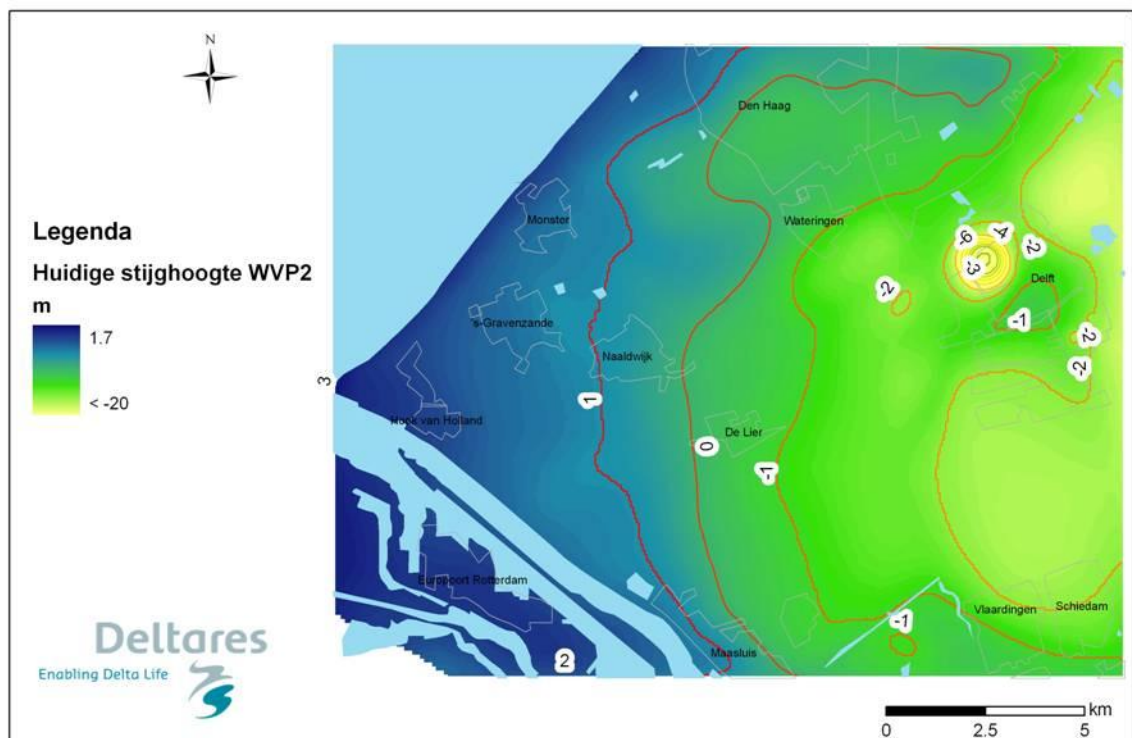 N
Den Haag
Monster
Wateringen
-6
-4
-2
-3
Delft
Legenda
Huidige stijghoogte WVP2
m
1.7
< -20
-2
-1
's-Gravenzande
Naaldwijk
-2
-2
3
1
Hoek van Holland
De Lier
0
-1
Europoort Rotterdam
Vlaardingen
Schiedam
-1
Deltares
Enabling Delta Life
Maasluis
2
km
0
2.5
5